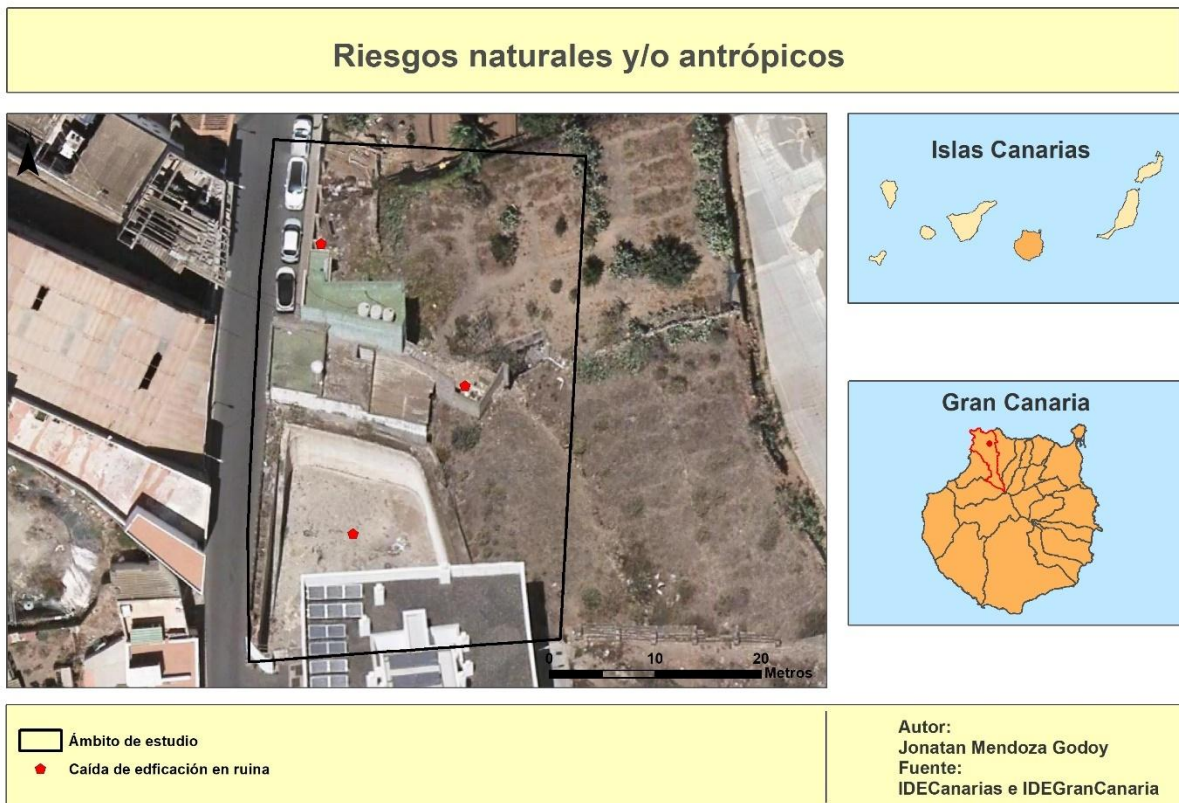 Riesgos naturales y/o antrópicos
Islas Canarias
Gran Canaria
0 10 20
Metros
Ámbito de estudio
Caída de edficación en ruina
Autor:
Jonatan Mendoza Godoy
Fuente:
IDECanarias e IDEGranCanaria